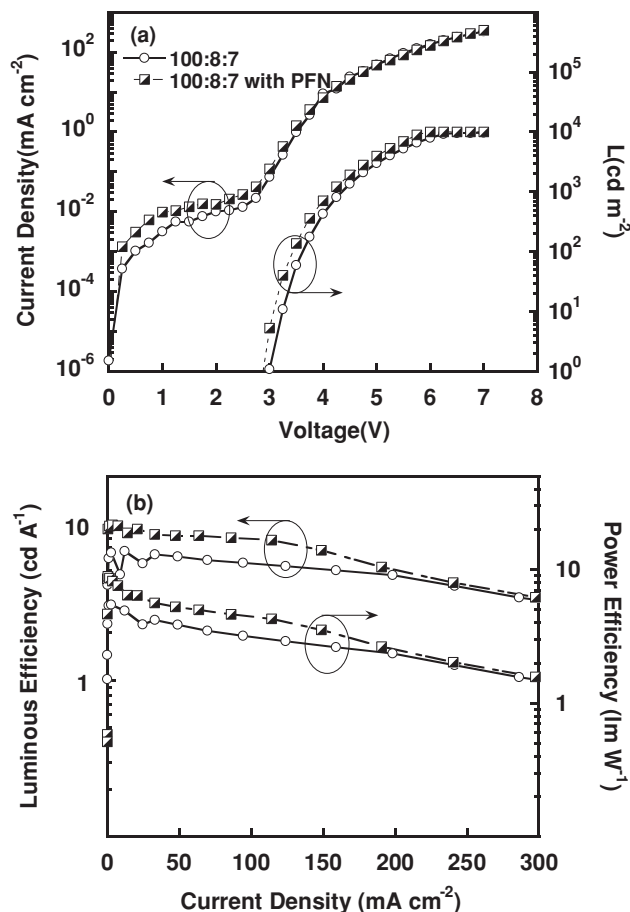 (a)
100:8:7
100:8:7 with PFN
Current Density(mA cm-2)
10^2
10^0
10^-2
10^-4
10^-6
L(cd m-2)
10^5
10^4
10^3
10^2
10^1
10^0
0 1 2 3 4 5 6 7 8
Voltage(V)
(b)
Luminous Efficiency (cd A-1)
10
1
Power Efficiency (lm W-1)
10
1
0 50 100 150 200 250 300
Current Density (mA cm-2)